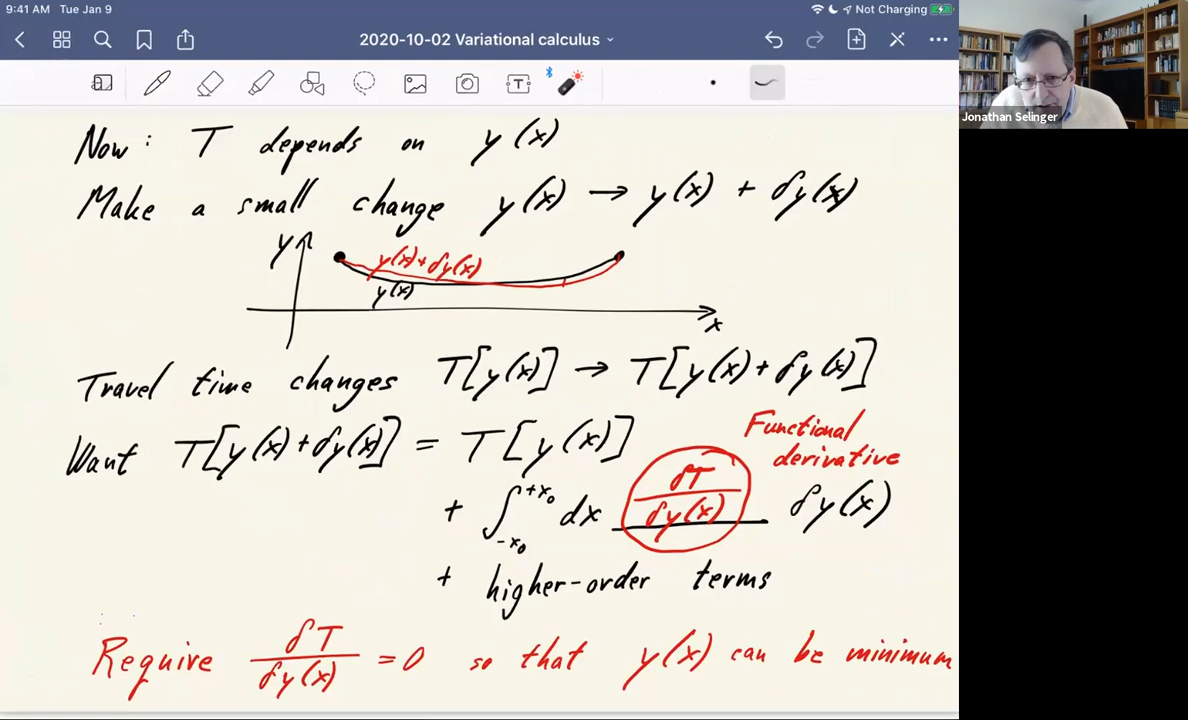 9:41 AM Tue Jan 9
Not Charging
2020-10-02 Variational calculus
T
Jonathan Selinger
Now: T depends on y(x)
Make a small change y(x) → y(x) + δy(x)
y
y(x)+δy(x)
y(x)
x
Travel time changes T[y(x)] → T[y(x)+δy(x)]
Functional
derivative
Want T[y(x)+δy(x)] = T[y(x)]
+ ∫_{-x₀}^{+x₀} dx δT/δy(x) δy(x)
+ higher-order terms
Require δT/δy(x) = 0 so that y(x) can be minimum